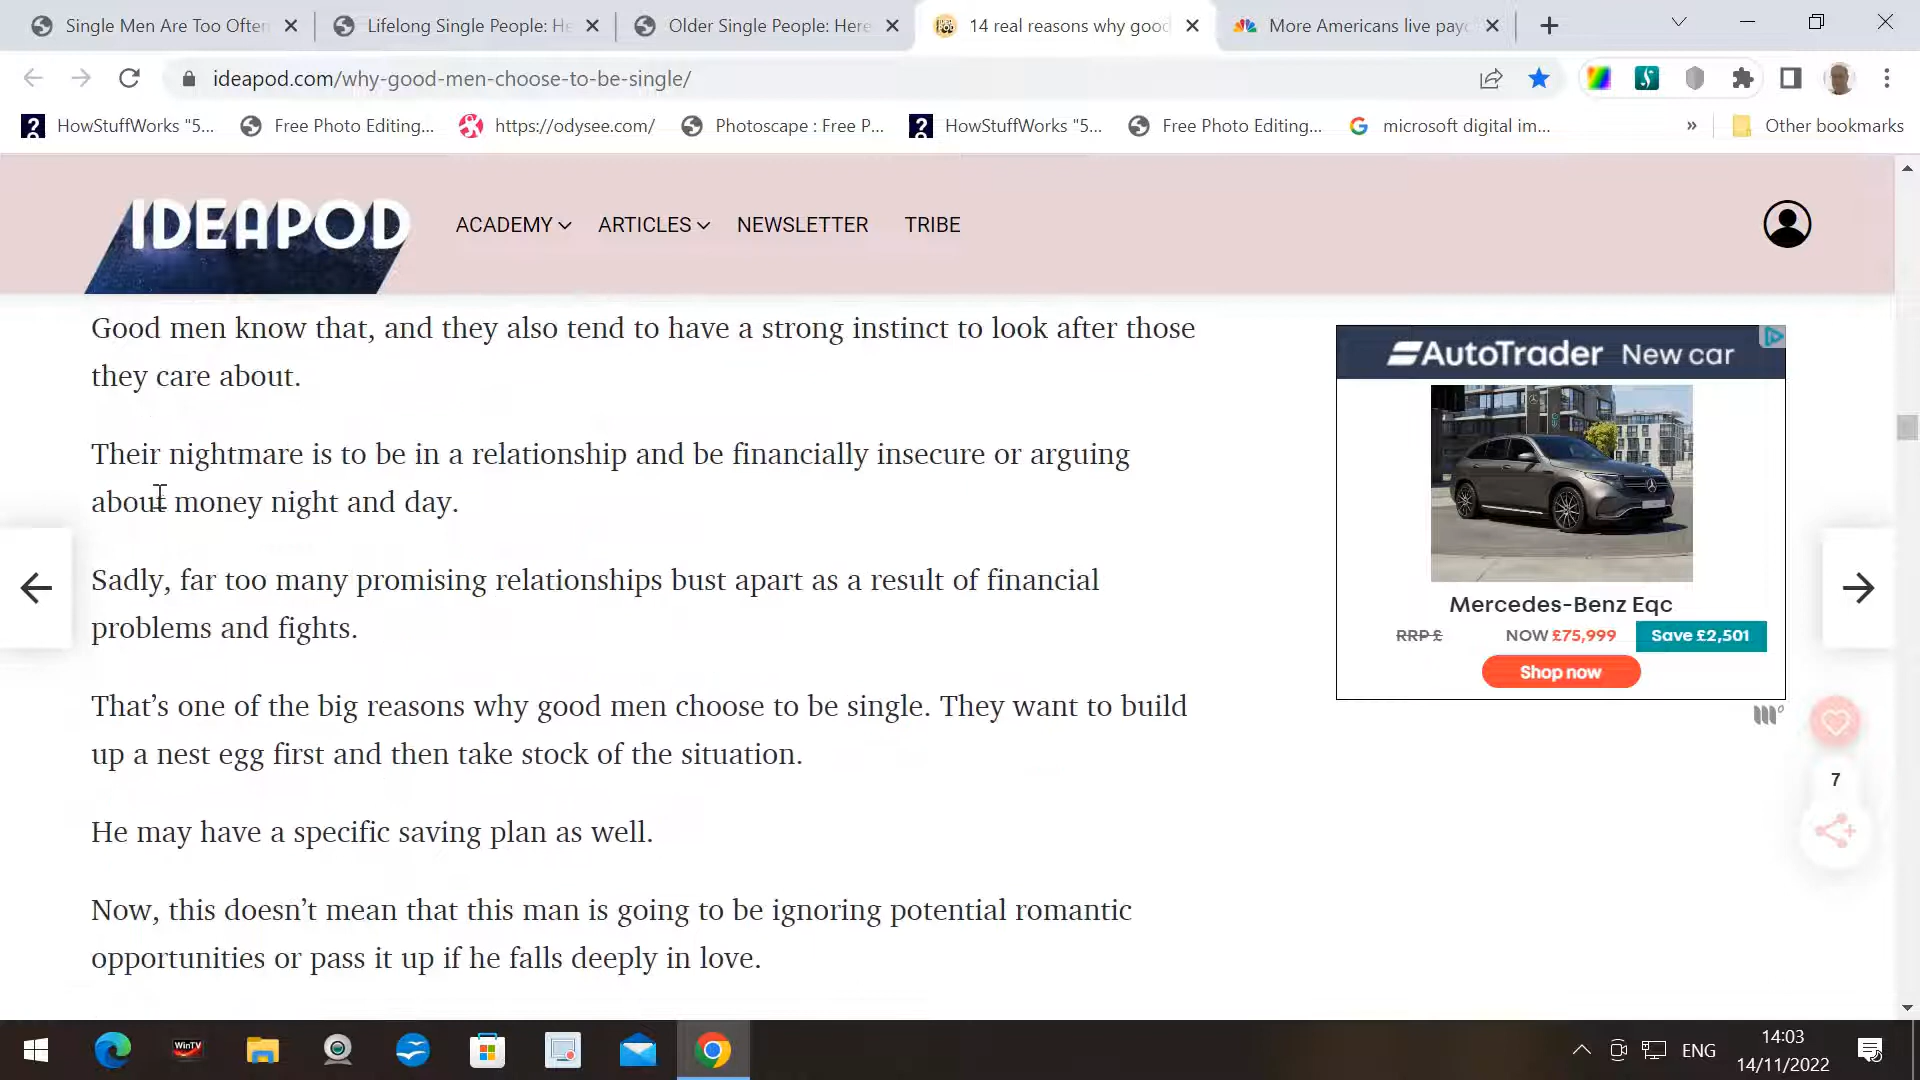 Single Men Are Too Ofter
Lifelong Single People: He
Older Single People: Here
14 real reasons why good
More Americans live payc
ideapod.com/why-good-men-choose-to-be-single/
HowStuffWorks "5...
Free Photo Editing...
https://odysee.com/
Photoscape : Free P...
HowStuffWorks "5...
Free Photo Editing...
microsoft digital im...
»
Other bookmarks
IDEAPOD
ACADEMY
ARTICLES
NEWSLETTER
TRIBE
Good men know that, and they also tend to have a strong instinct to look after those
they care about.
Their nightmare is to be in a relationship and be financially insecure or arguing
about money night and day.
Sadly, far too many promising relationships bust apart as a result of financial
problems and fights.
That’s one of the big reasons why good men choose to be single. They want to build
up a nest egg first and then take stock of the situation.
He may have a specific saving plan as well.
Now, this doesn’t mean that this man is going to be ignoring potential romantic
opportunities or pass it up if he falls deeply in love.
AutoTrader New car
Mercedes-Benz Eqc
RRP £ NOW £75,999 Save £2,501
Shop now
7
WinTV
ENG
14:03
14/11/2022